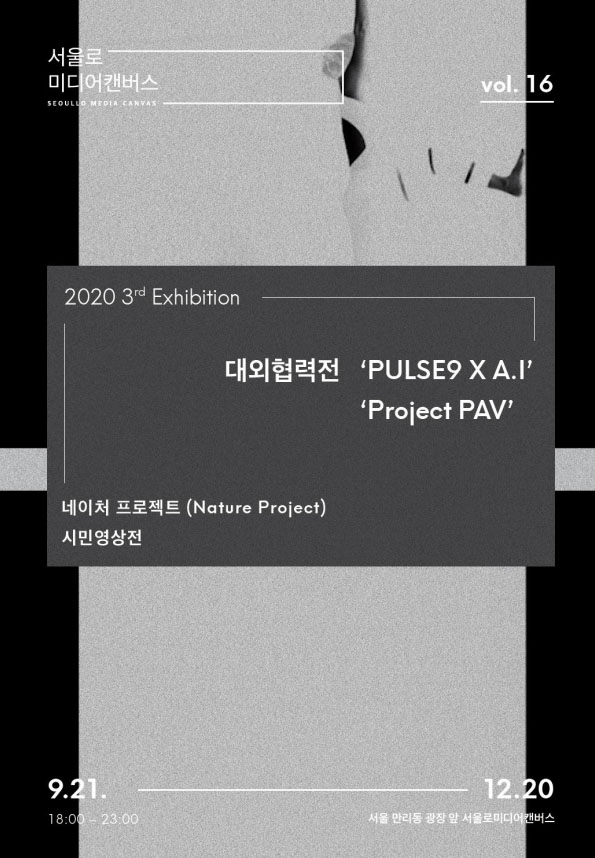 서울로
미디어캔버스
SEOULLO MEDIA CANVAS
vol. 16
2020 3rd Exhibition
대외협력전 ‘PULSE9 X A.I’
‘Project PAV’
네이처 프로젝트 (Nature Project)
시민영상전
9.21. 12.20
18:00 – 23:00 서울 만리동 광장 앞 서울로미디어캔버스